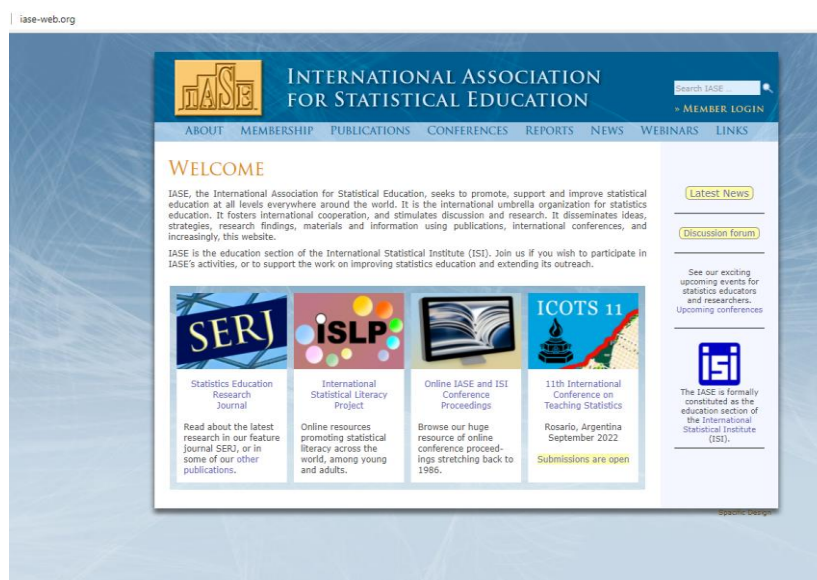 iase-web.org
IASE
INTERNATIONAL ASSOCIATION
FOR STATISTICAL EDUCATION
Search IASE ...
» MEMBER LOGIN
ABOUT MEMBERSHIP PUBLICATIONS CONFERENCES REPORTS NEWS WEBINARS LINKS
WELCOME
IASE, the International Association for Statistical Education, seeks to promote, support and improve statistical
education at all levels everywhere around the world. It is the international umbrella organization for statistics
education. It fosters international cooperation, and stimulates discussion and research. It disseminates ideas,
strategies, research findings, materials and information using publications, international conferences, and
increasingly, this website.
IASE is the education section of the International Statistical Institute (ISI). Join us if you wish to participate in
IASE's activities, or to support the work on improving statistics education and extending its outreach.
SERJ
Statistics Education
Research
Journal
Read about the latest
research in our feature
journal SERJ, or in
some of our other
publications.
iSLP
International
Statistical Literacy
Project
Online resources
promoting statistical
literacy across the
world, among young
and adults.
Online IASE and ISI
Conference
Proceedings
Browse our huge
resource of online
conference proceed-
ings stretching back to
1986.
ICOTS 11
11th International
Conference on
Teaching Statistics
Rosario, Argentina
September 2022
Submissions are open
Latest News
Discussion forum
See our exciting
upcoming events for
statistics educators
and researchers.
Upcoming conferences
isi
The IASE is formally
constituted as the
education section of
the International
Statistical Institute
(ISI).
Spacific Design